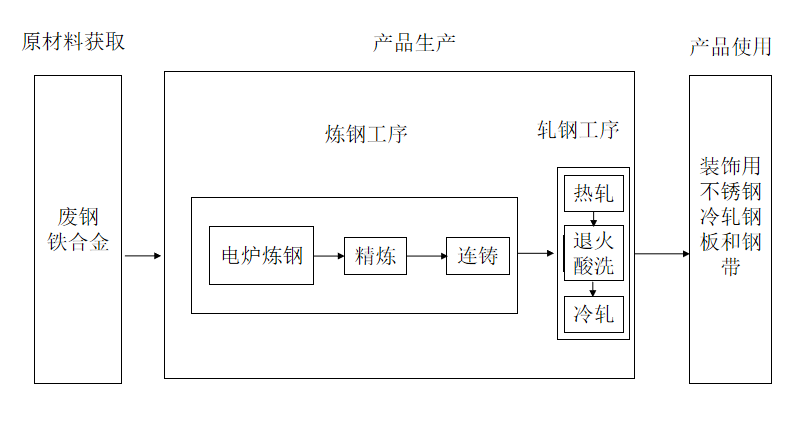 原材料获取
产品生产
产品使用
炼钢工序
轧钢工序
废钢
铁合金
电炉炼钢
精炼
连铸
热轧
退火
酸洗
冷轧
装饰用
不锈钢
冷轧钢
板和钢
带